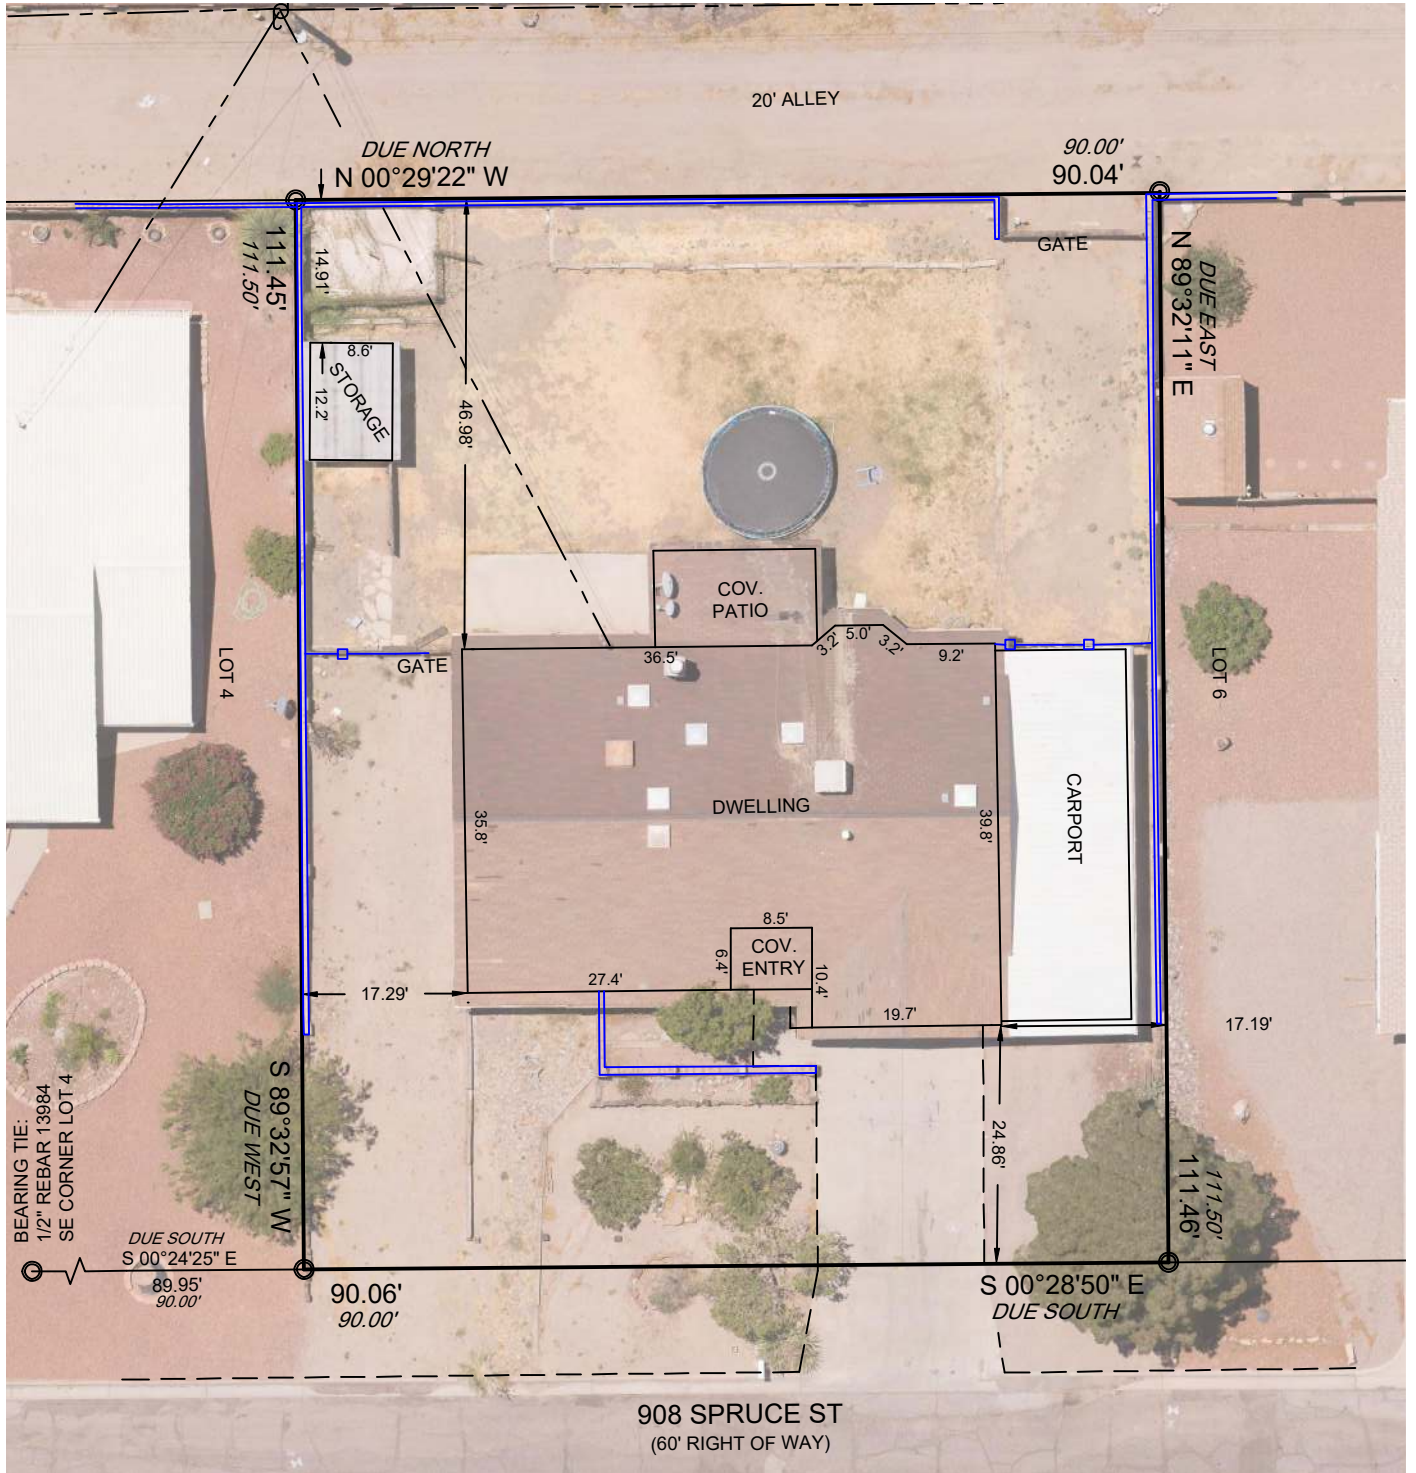 20' ALLEY
DUE NORTH
N 00°29'22" W
90.00'
90.04'
GATE
111.45'
111.50'
14.91'
N 89°32'11" E
DUE EAST
8.6'
STORAGE
12.2'
46.98'
COV.
PATIO
36.5'
3.2'
5.0'
3.2'
9.2'
GATE
LOT 4
LOT 6
DWELLING
CARPORT
35.8'
39.8'
8.5'
COV.
ENTRY
6.4'
10.4'
27.4'
19.7'
17.29'
17.19'
24.86'
S 89°32'57" W
DUE WEST
BEARING TIE:
1/2" REBAR 13984
SE CORNER LOT 4
111.50'
111.46'
DUE SOUTH
S 00°24'25" E
89.95'
90.00'
90.06'
90.00'
S 00°28'50" E
DUE SOUTH
908 SPRUCE ST
(60' RIGHT OF WAY)